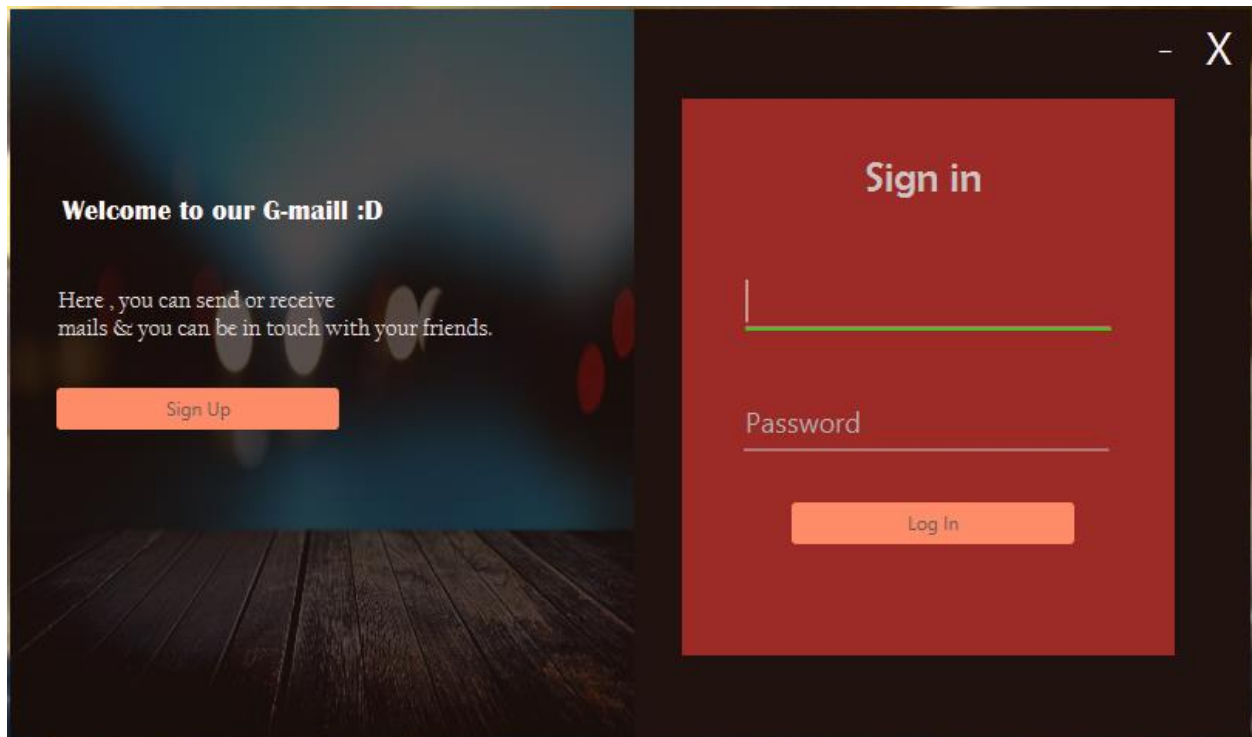 Welcome to our G-maill :D
Here , you can send or receive
mails & you can be in touch with your friends.
Sign Up
– X
Sign in
Password
Log In